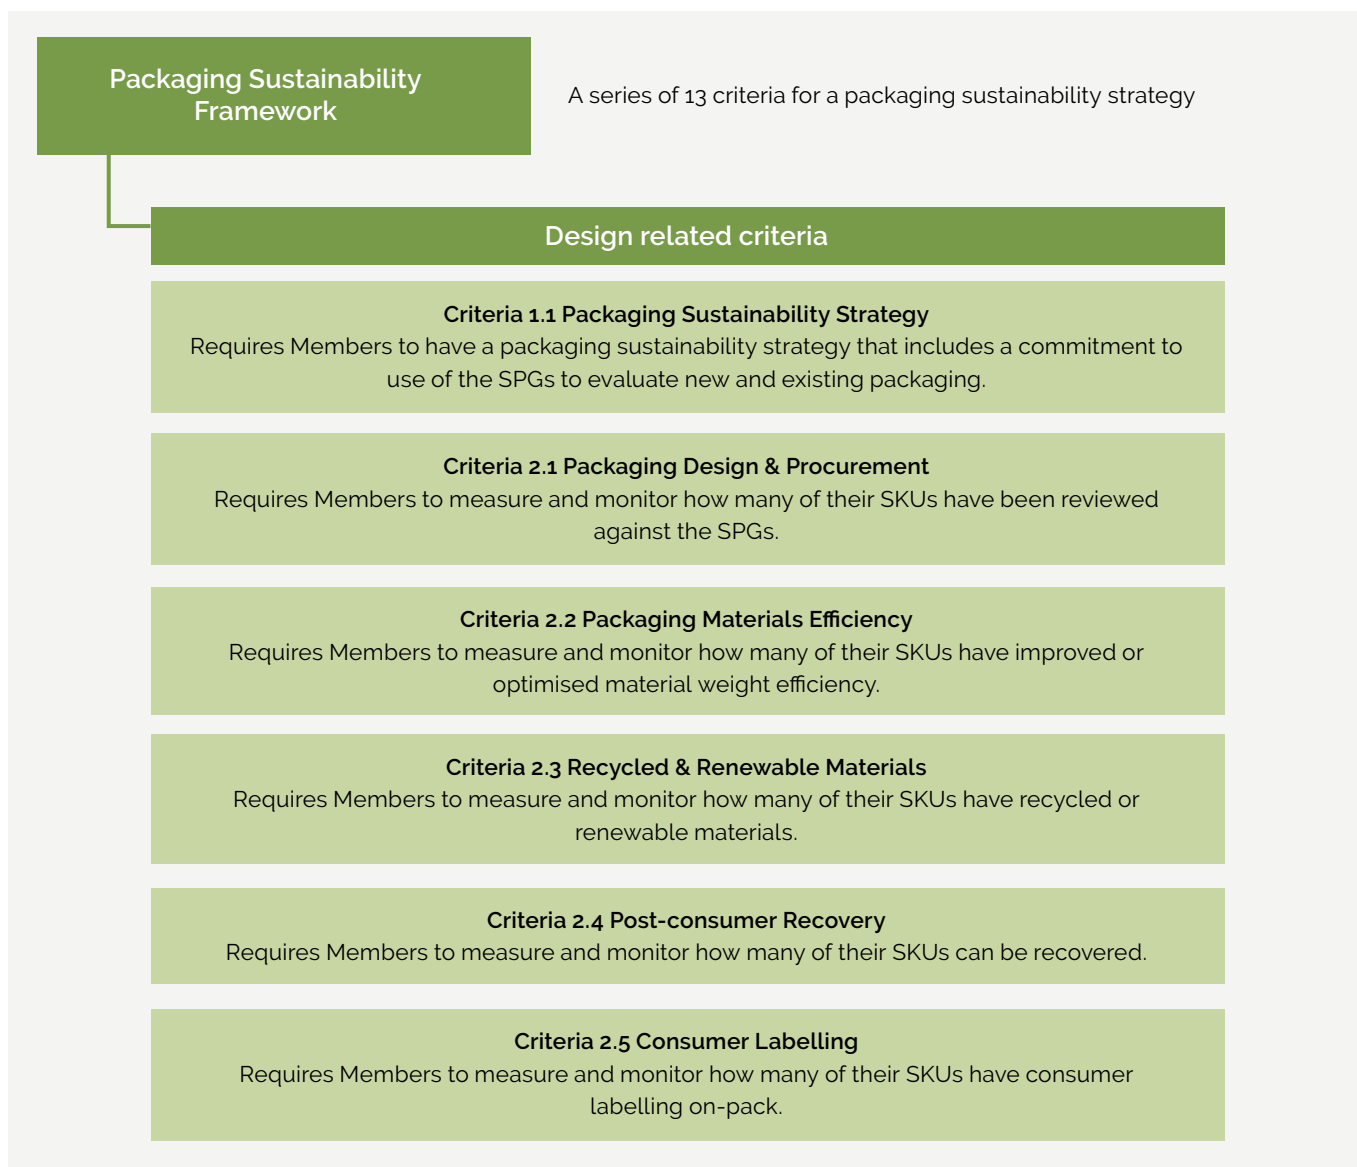 Packaging Sustainability
Framework
A series of 13 criteria for a packaging sustainability strategy
Design related criteria
Criteria 1.1 Packaging Sustainability Strategy
Requires Members to have a packaging sustainability strategy that includes a commitment to
use of the SPGs to evaluate new and existing packaging.
Criteria 2.1 Packaging Design & Procurement
Requires Members to measure and monitor how many of their SKUs have been reviewed
against the SPGs.
Criteria 2.2 Packaging Materials Efficiency
Requires Members to measure and monitor how many of their SKUs have improved or
optimised material weight efficiency.
Criteria 2.3 Recycled & Renewable Materials
Requires Members to measure and monitor how many of their SKUs have recycled or
renewable materials.
Criteria 2.4 Post-consumer Recovery
Requires Members to measure and monitor how many of their SKUs can be recovered.
Criteria 2.5 Consumer Labelling
Requires Members to measure and monitor how many of their SKUs have consumer
labelling on-pack.